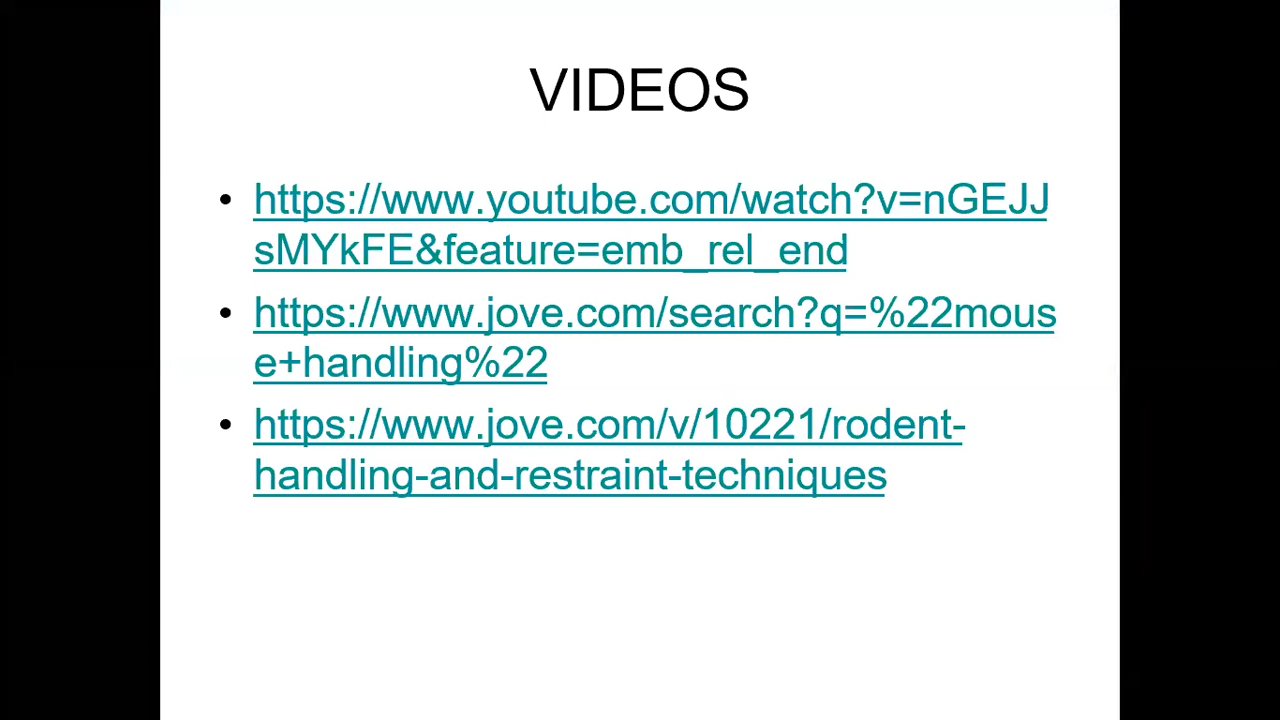 VIDEOS
• https://www.youtube.com/watch?v=nGEJJ
sMYkFE&feature=emb_rel_end
• https://www.jove.com/search?q=%22mous
e+handling%22
• https://www.jove.com/v/10221/rodent-
handling-and-restraint-techniques